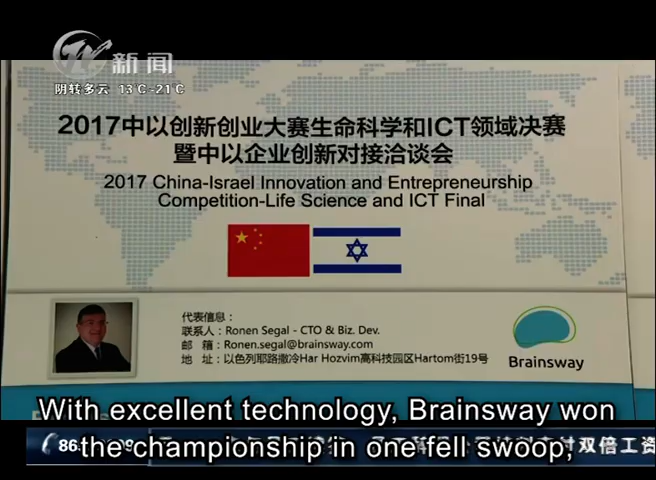 新闻
阴转多云 13℃-21℃
2017中以创新创业大赛生命科学和ICT领域决赛
暨中以企业创新对接洽谈会
2017 China-Israel Innovation and Entrepreneurship
Competition-Life Science and ICT Final
代表信息：
联系人：Ronen Segal - CTO & Biz. Dev.
邮 箱：Ronen.segal@brainsway.com
地 址：以色列耶路撒冷Har Hozvim高科技园区Hartom街19号
Brainsway
With excellent technology, Brainsway won
the championship in one fell swoop,
付双倍工资